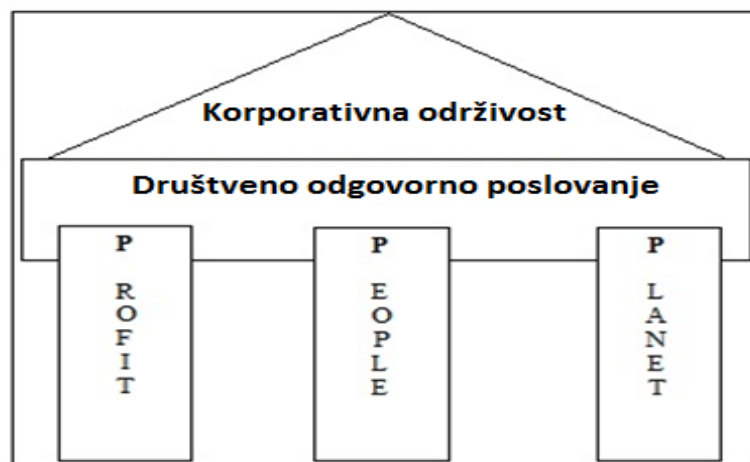 Korporativna održivost
Društveno odgovorno poslovanje
P
R
O
F
I
T
P
E
O
P
L
E
P
L
A
N
E
T